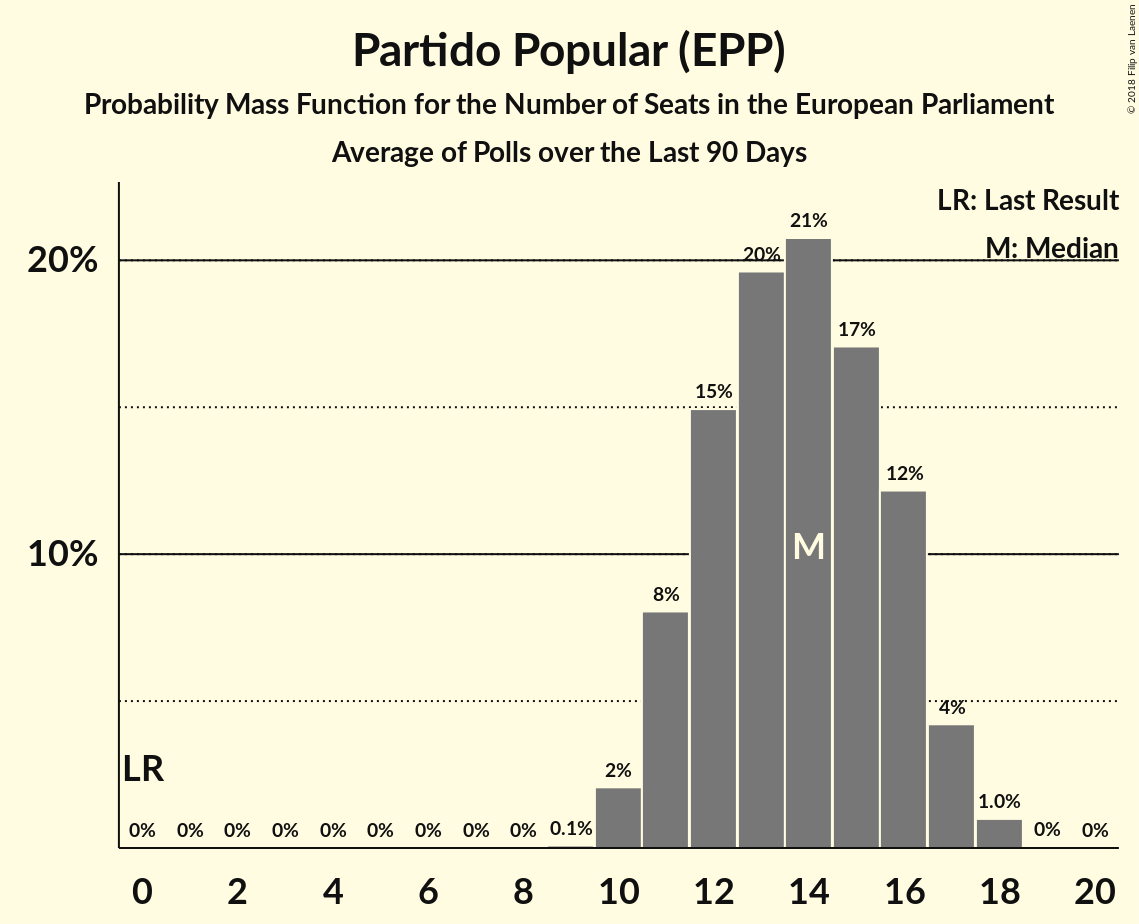 Partido Popular (EPP)
Probability Mass Function for the Number of Seats in the European Parliament
Average of Polls over the Last 90 Days
© 2018 Filip van Laenen
LR: Last Result
M: Median
20%
10%
LR
0% 0% 0% 0% 0% 0% 0% 0% 0% 0.1% 2% 8% 15% 20% 21% 17% 12% 4% 1.0% 0% 0%
M
0 2 4 6 8 10 12 14 16 18 20